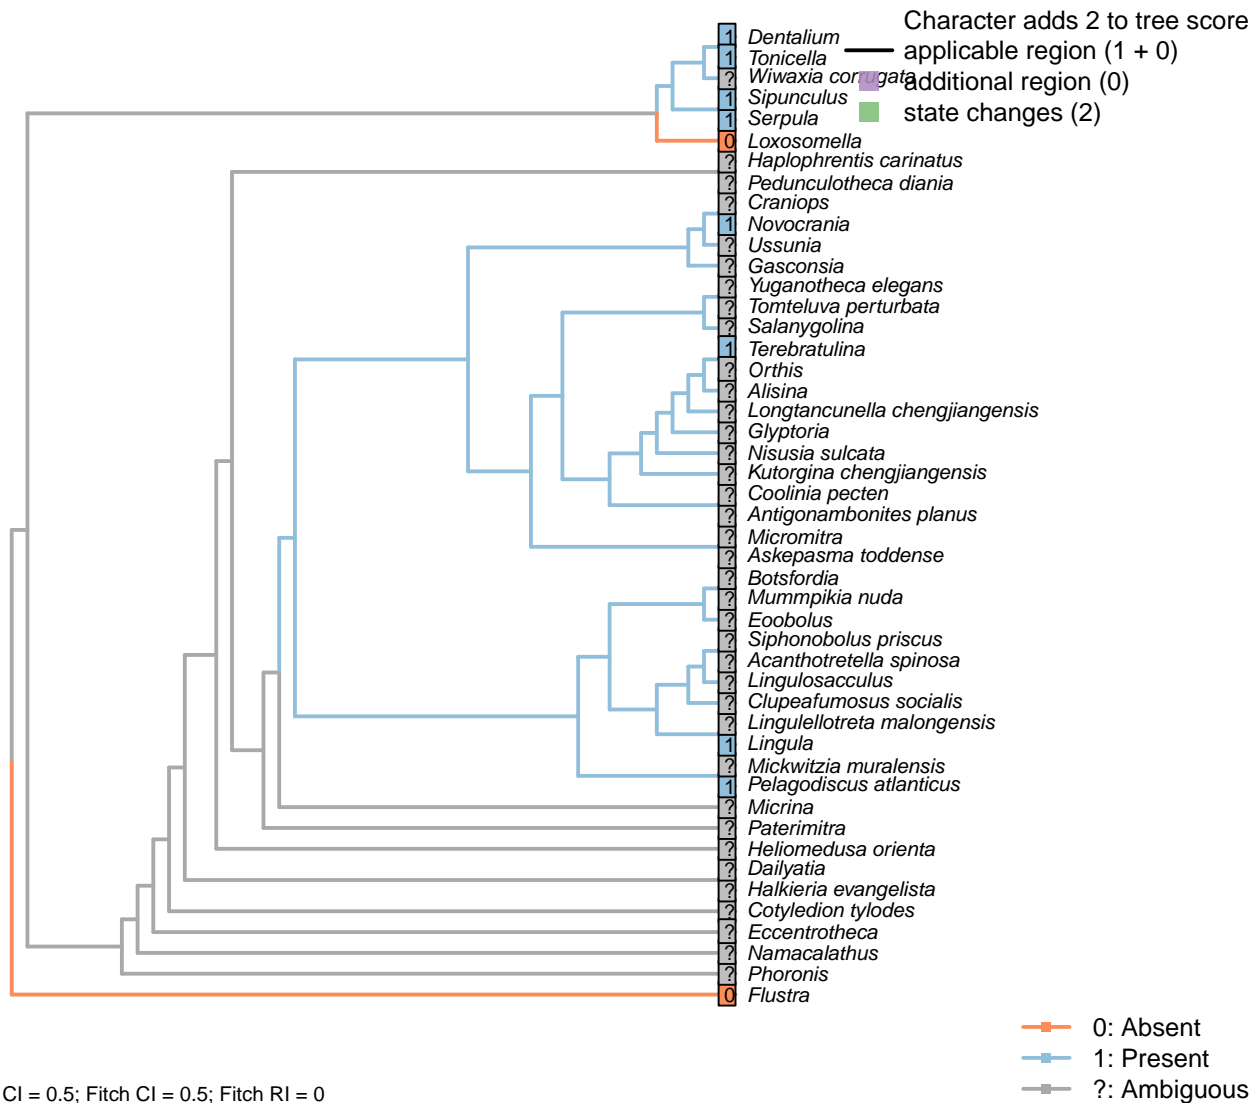 Character adds 2 to tree score
applicable region (1 + 0)
additional region (0)
state changes (2)
1 Dentalium
1 Tonicella
? Wiwaxia corrugata
1 Sipunculus
1 Serpula
0 Loxosomella
? Haplophrentis carinatus
? Pedunculotheca diania
? Craniops
1 Novocrania
? Ussunia
? Gasconsia
? Yuganotheca elegans
? Tomteluva perturbata
? Salanygolina
1 Terebratulina
? Orthis
? Alisina
? Longtancunella chengjiangensis
? Glyptoria
? Nisusia sulcata
? Kutorgina chengjiangensis
? Coolinia pecten
? Antigonambonites planus
? Micromitra
? Askepasma toddense
? Botsfordia
? Mummpikia nuda
? Eoobolus
? Siphonobolus priscus
? Acanthotretella spinosa
? Lingulosacculus
? Clupeafumosus socialis
? Lingulellotreta malongensis
1 Lingula
? Mickwitzia muralensis
1 Pelagodiscus atlanticus
? Micrina
? Paterimitra
? Heliomedusa orienta
? Dailyatia
? Halkieria evangelista
? Cotyledion tylodes
? Eccentrotheca
? Namacalathus
? Phoronis
0 Flustra
0: Absent
1: Present
?: Ambiguous
CI = 0.5; Fitch CI = 0.5; Fitch RI = 0